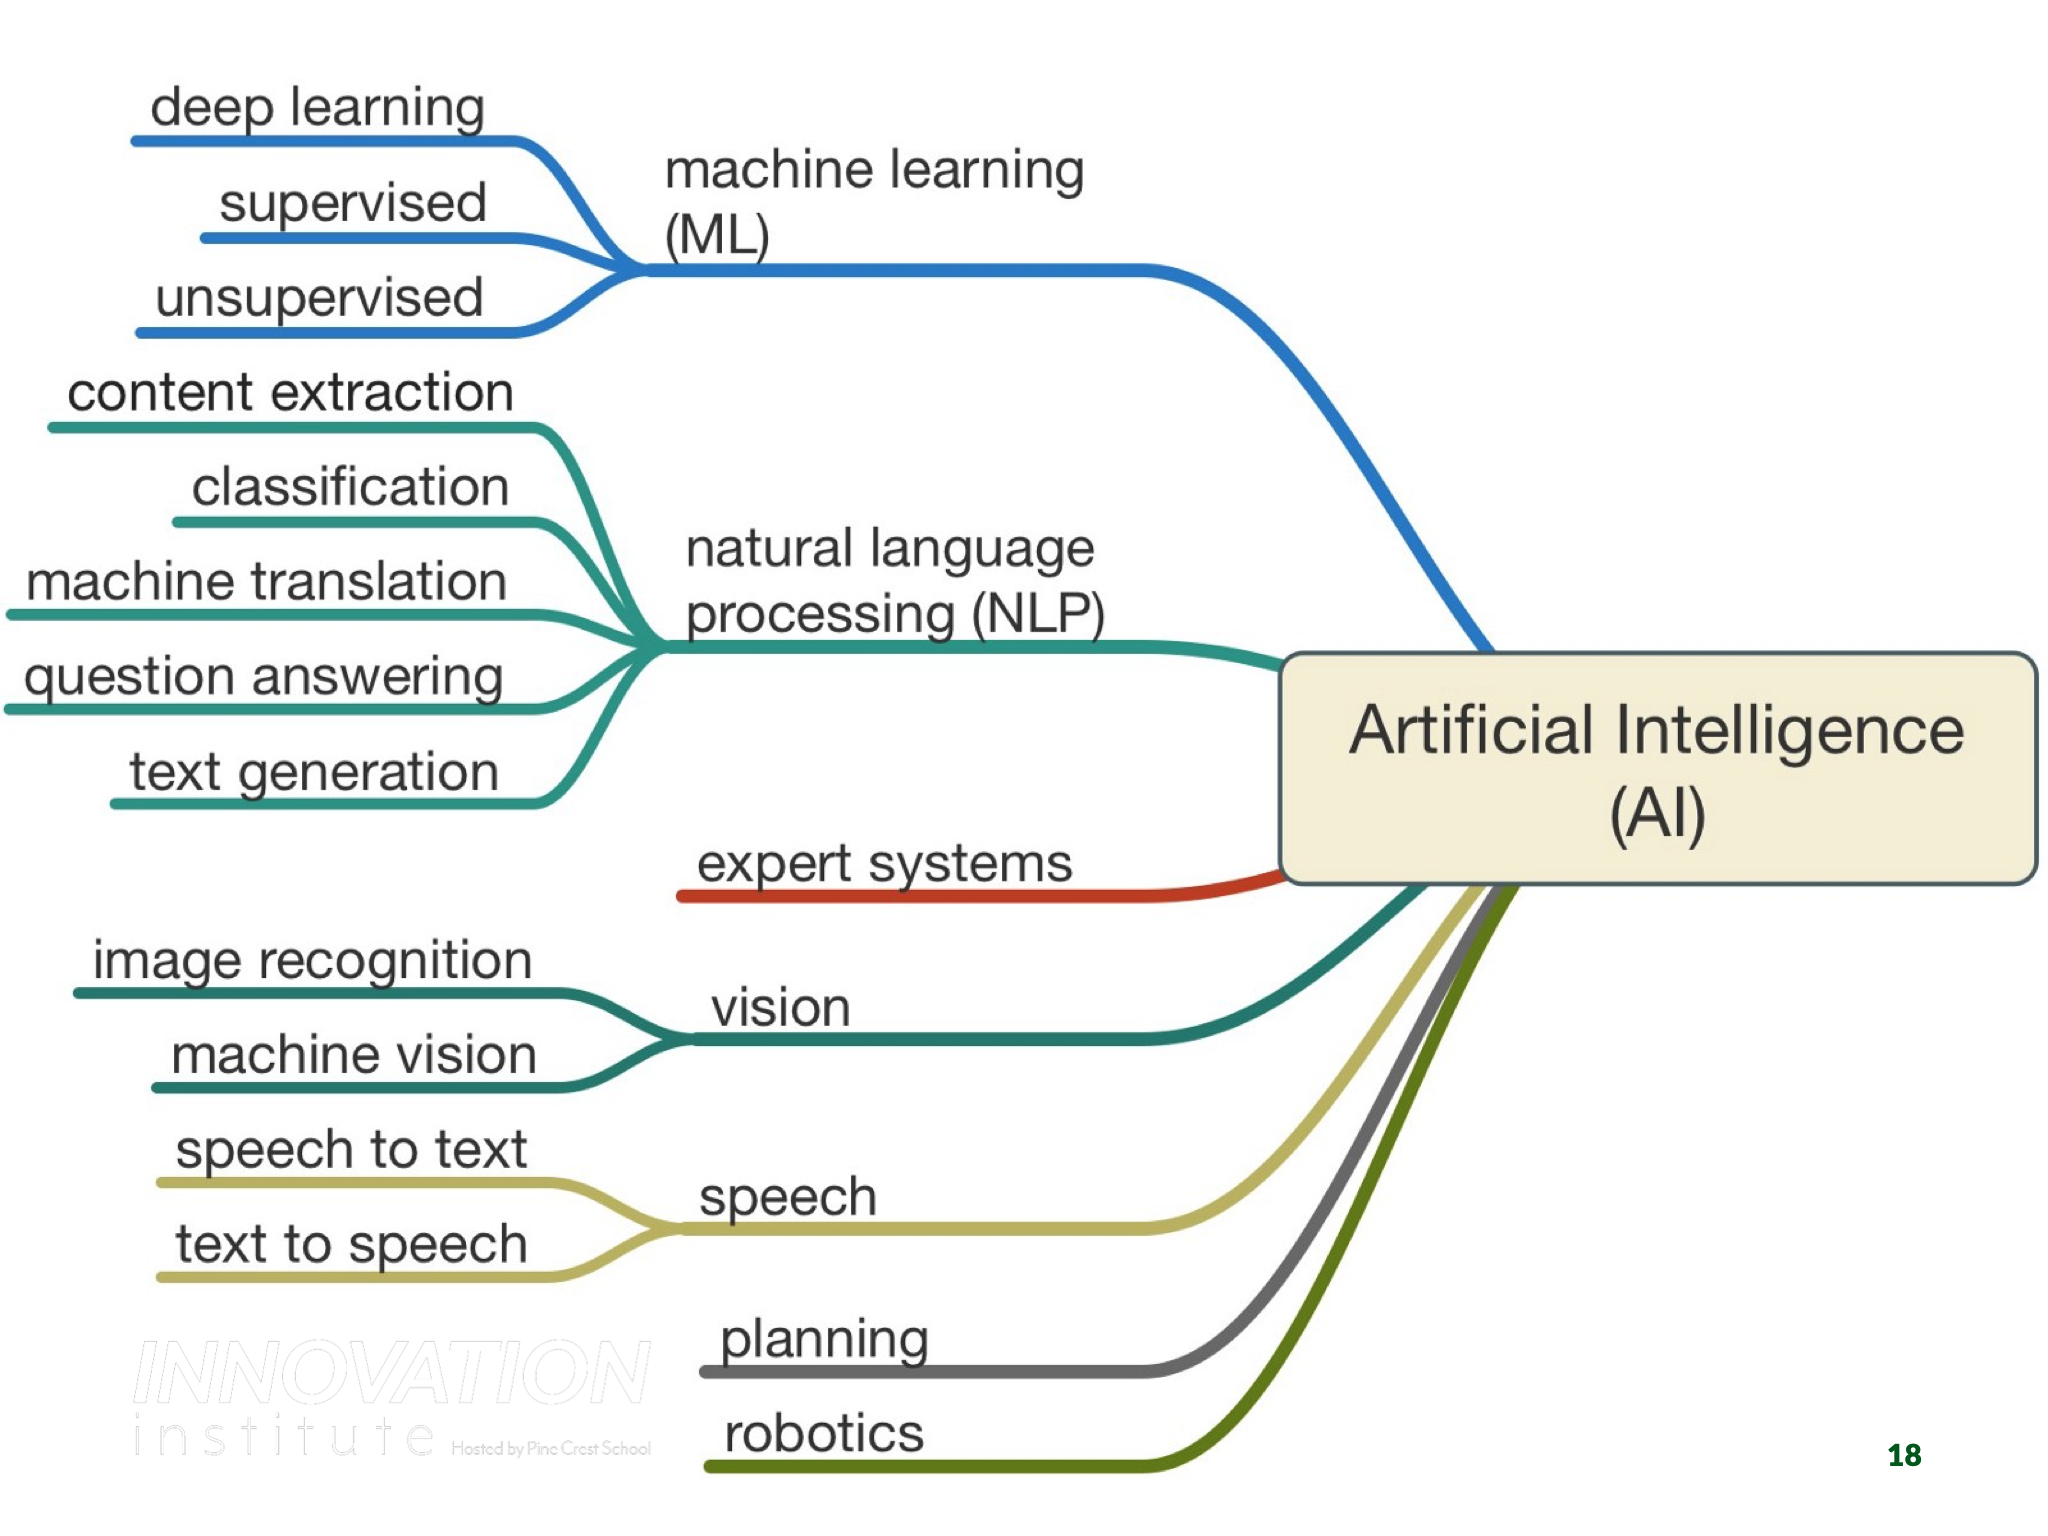 deep learning
supervised
unsupervised
machine learning
(ML)
content extraction
classification
machine translation
question answering
text generation
natural language
processing (NLP)
Artificial Intelligence
(AI)
expert systems
image recognition
machine vision
vision
speech to text
text to speech
speech
planning
robotics
INNOVATION
institute Hosted by Pine Crest School
18